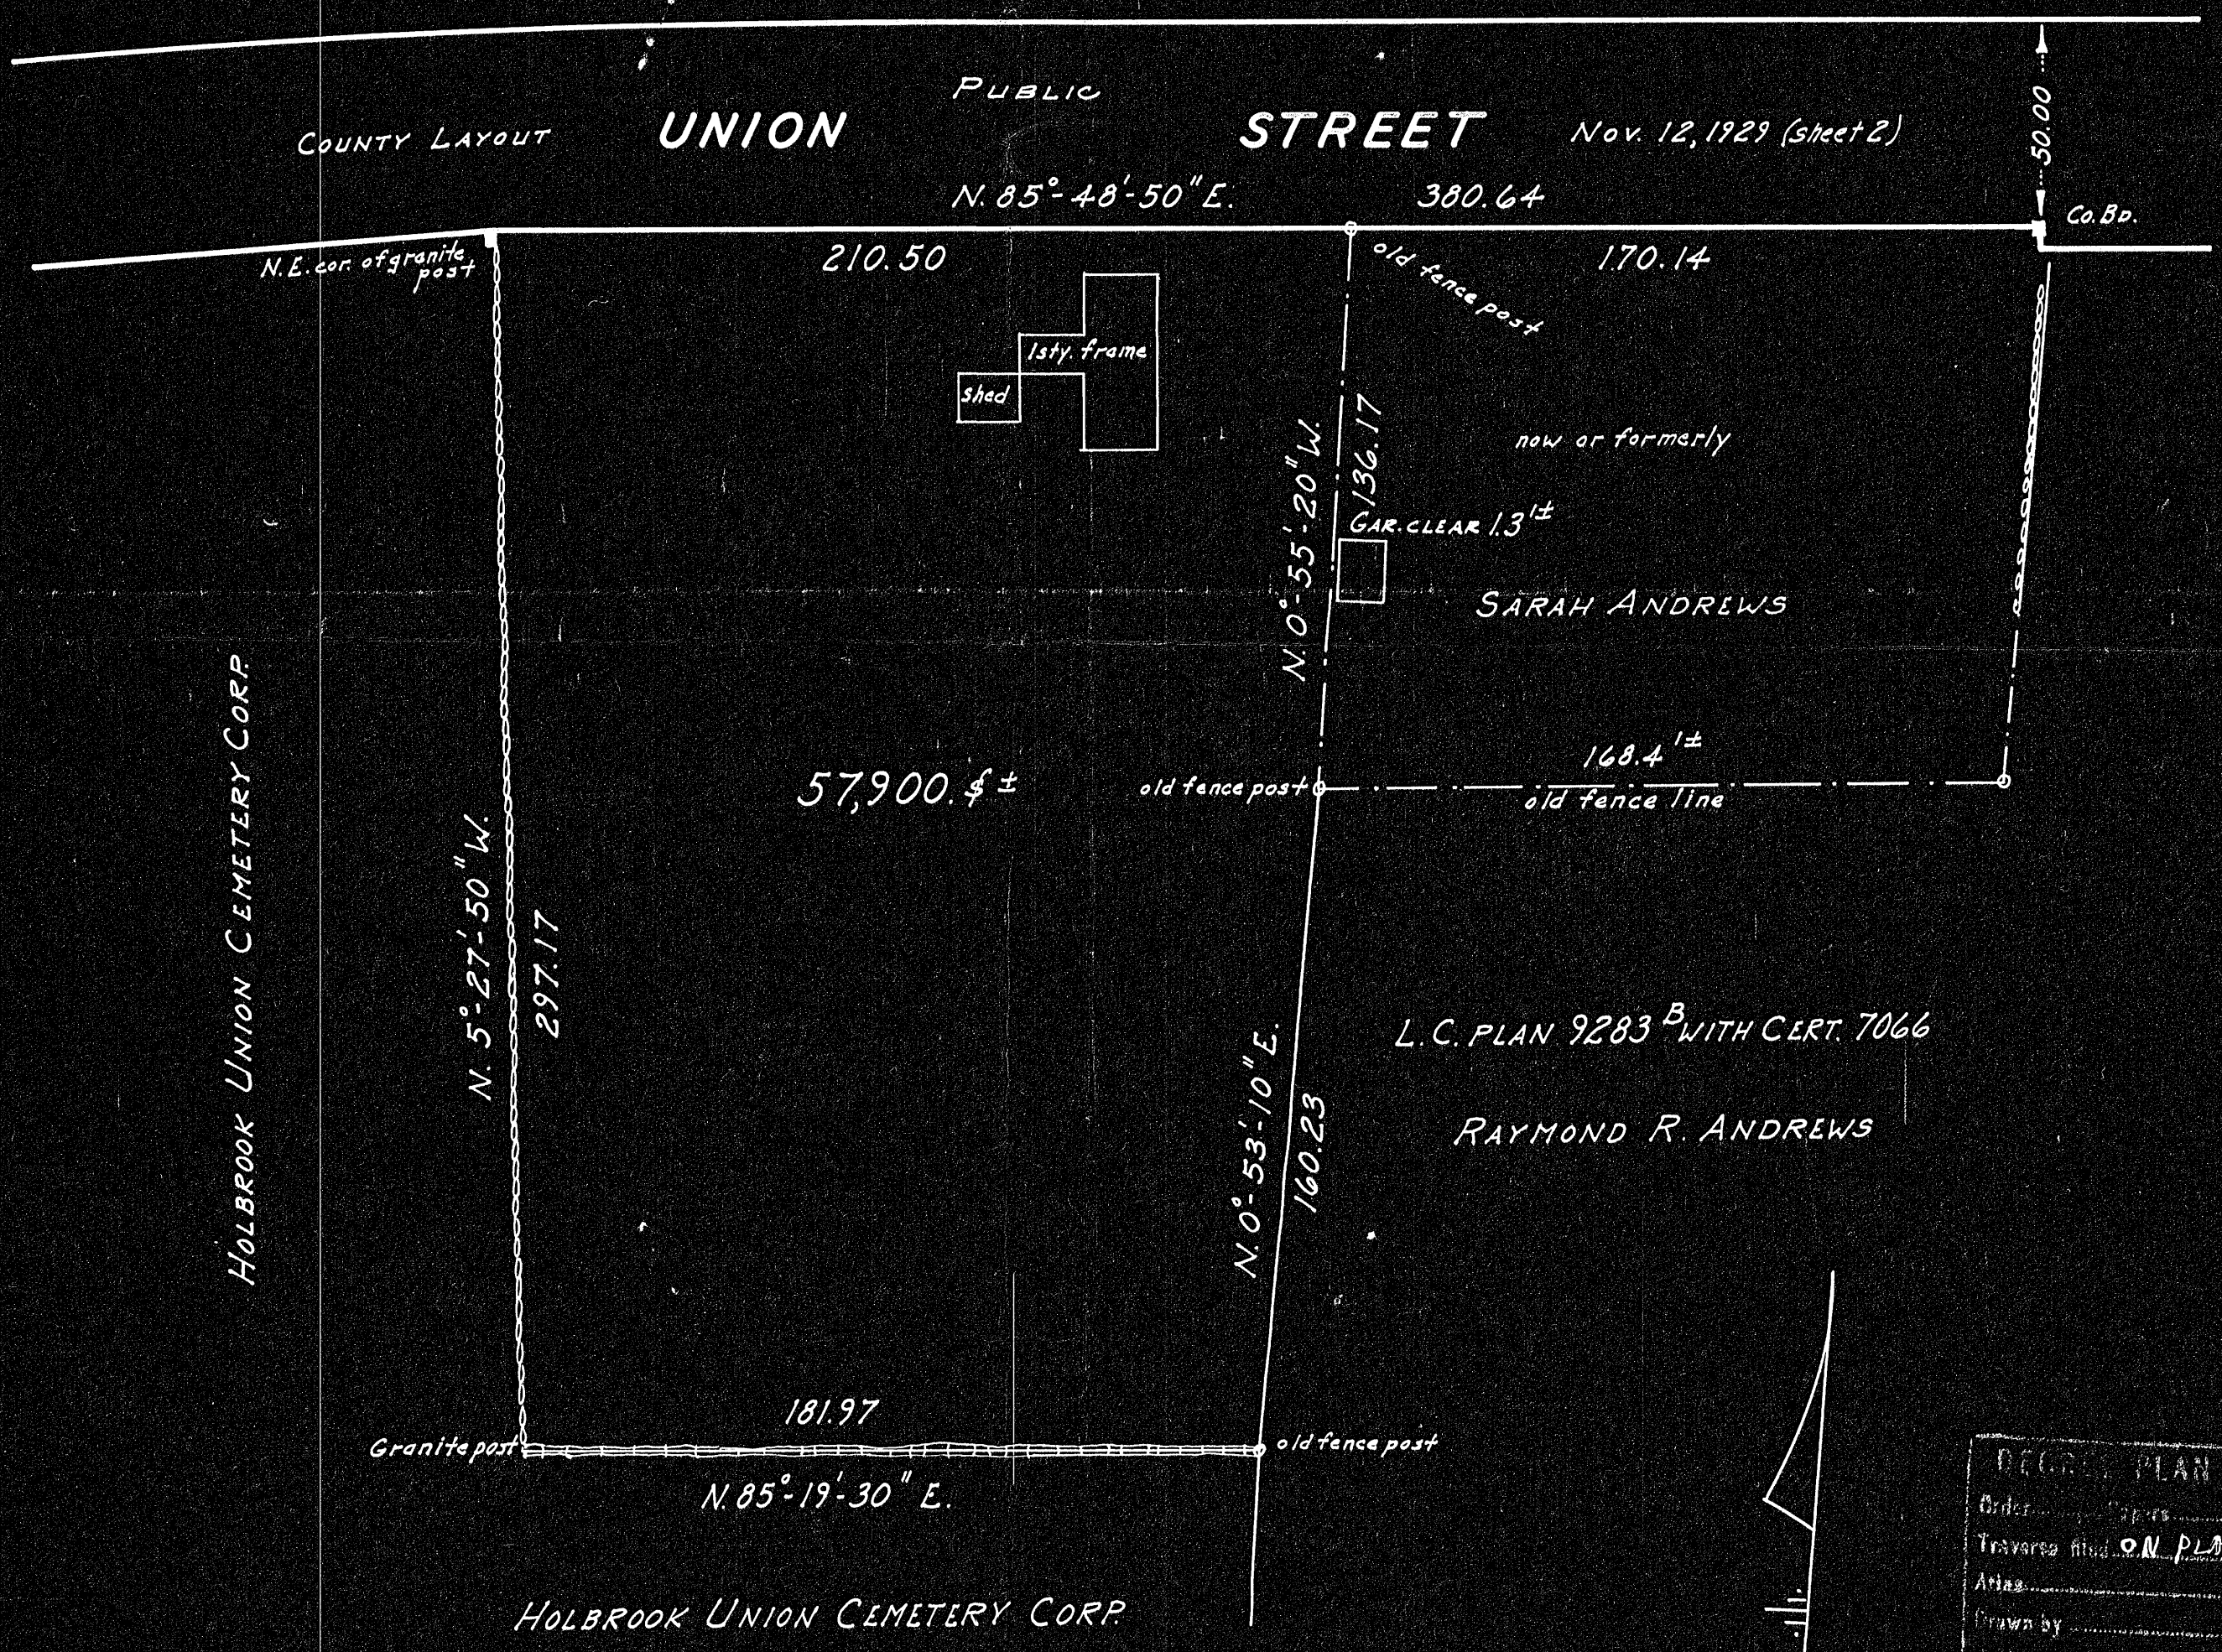 PUBLIC
COUNTY LAYOUT UNION STREET Nov. 12, 1929 (sheet 2)
50.00
N. 85°-48'-50" E. 380.64
Co. BD.
N.E. cor. of granite
post
210.50
old fence post
170.14
1sty. frame
shed
now or formerly
N. 0°-55'-20" W.
136.17
GAR. CLEAR 1.3'±
SARAH ANDREWS
HOLBROOK UNION CEMETERY CORP.
57,900. $ ±
old fence post
168.4'±
old fence line
N. 5°-27'-50" W.
297.17
L.C. PLAN 9283 B WITH CERT. 7066
N. 0°-53'-10" E.
160.23
RAYMOND R. ANDREWS
181.97
Granite post
old fence post
N. 85°-19'-30" E.
PLAN
Order
Traverse filed ON PLA
Atlas
Drawn by
HOLBROOK UNION CEMETERY CORP.